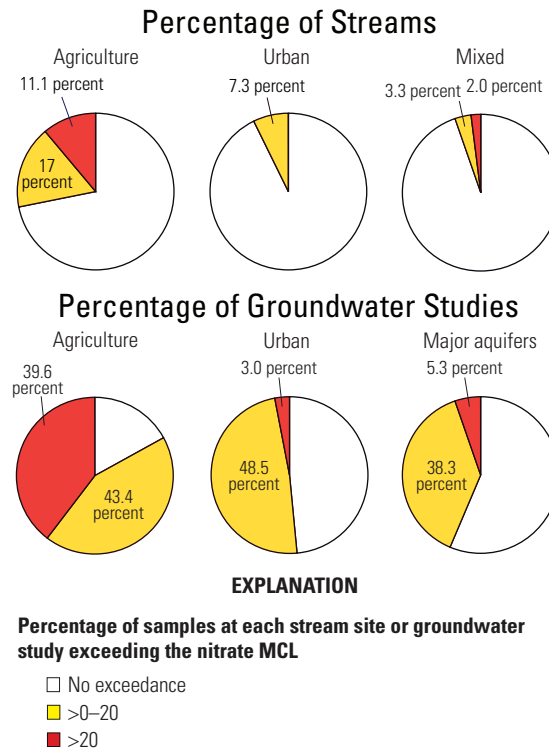 Percentage of Streams
Agriculture
11.1 percent
17
percent
Urban
7.3 percent
Mixed
3.3 percent
2.0 percent
Percentage of Groundwater Studies
Agriculture
39.6
percent
43.4
percent
Urban
3.0 percent
48.5
percent
Major aquifers
5.3 percent
38.3
percent
EXPLANATION
Percentage of samples at each stream site or groundwater
study exceeding the nitrate MCL
No exceedance
>0–20
>20